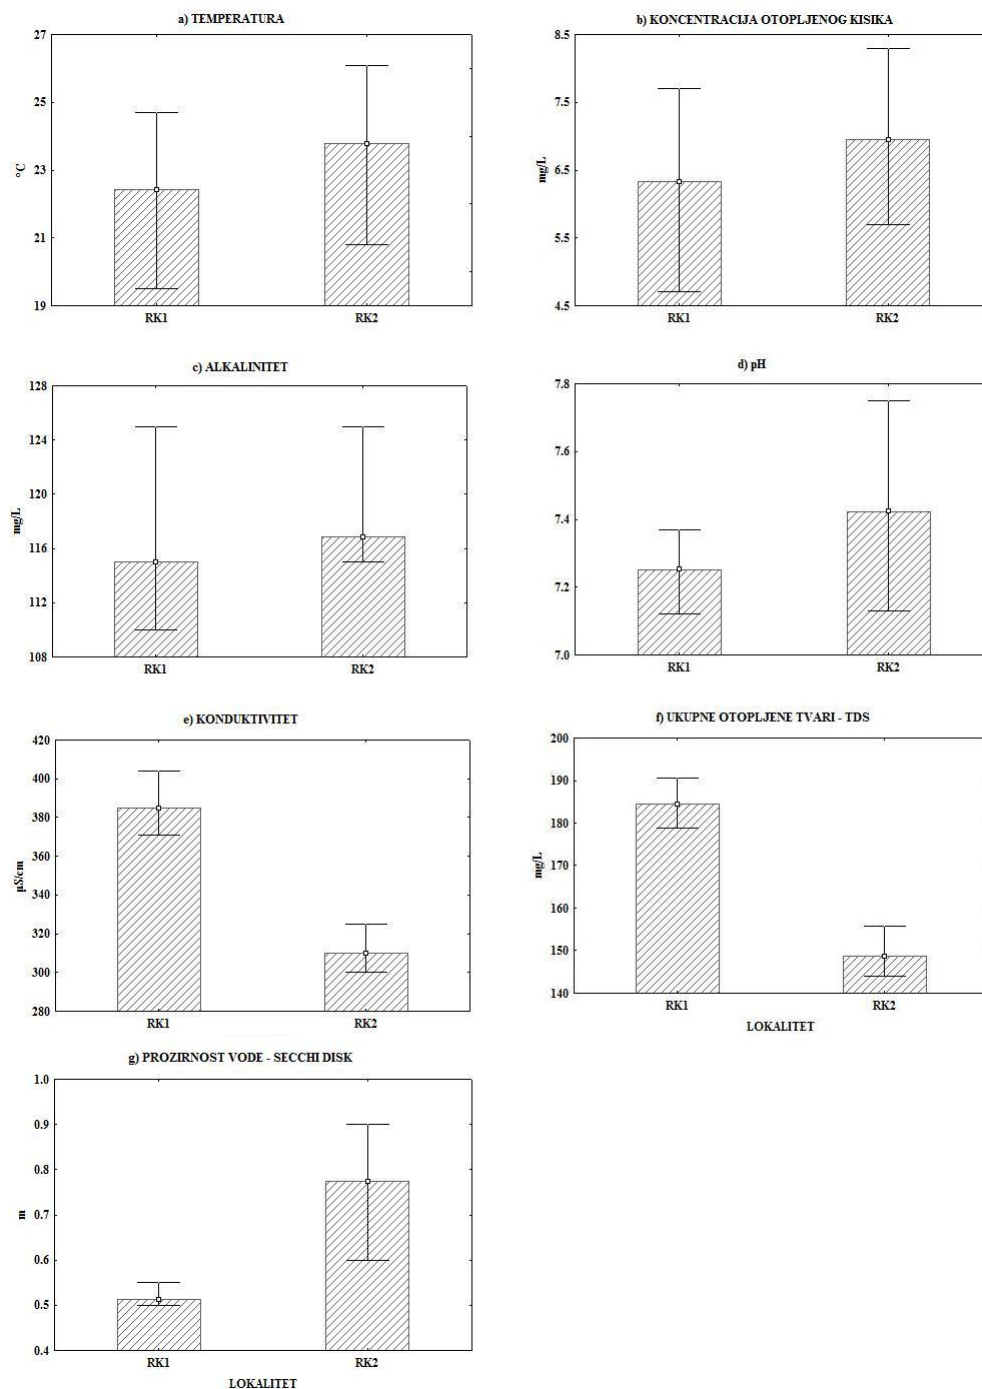 a) TEMPERATURA
27
25
23
21
19
°C
RK1 RK2
b) KONCENTRACIJA OTOPLJENOG KISIKA
8.5
7.5
6.5
5.5
4.5
mg/L
RK1 RK2
c) ALKALINITET
128
124
120
116
112
108
mg/L
RK1 RK2
d) pH
7.8
7.6
7.4
7.2
7.0
RK1 RK2
e) KONDUKTIVITET
420
400
380
360
340
320
300
280
µS/cm
RK1 RK2
f) UKUPNE OTOPLJENE TVARI - TDS
200
190
180
170
160
150
140
mg/L
RK1 RK2
LOKALITET
g) PROZIRNOST VODE - SECCHI DISK
1.0
0.9
0.8
0.7
0.6
0.5
0.4
m
RK1 RK2
LOKALITET